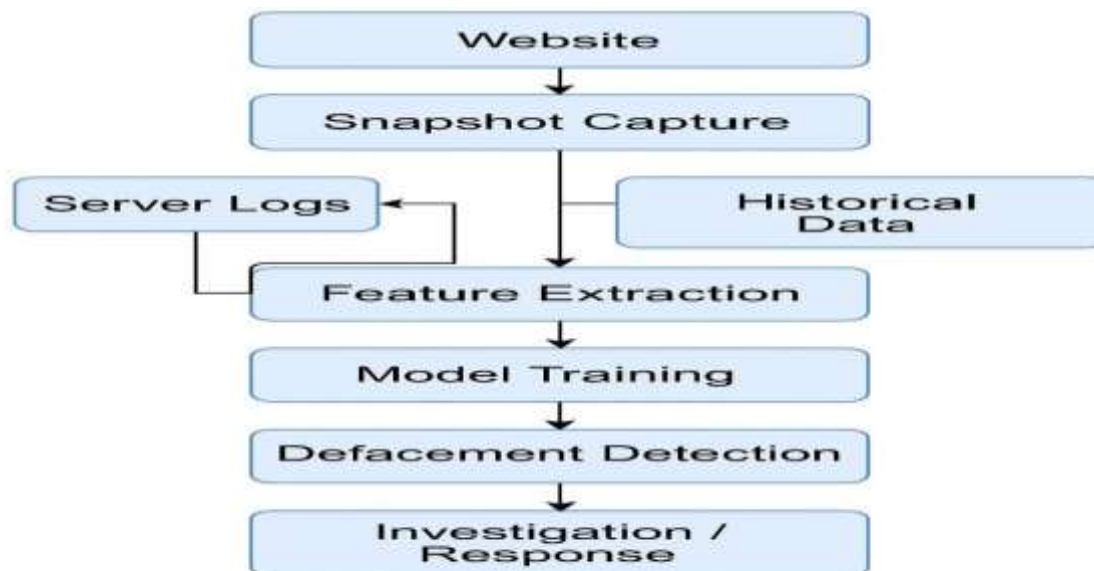 Website
Snapshot Capture
Server Logs
Historical
Data
Feature Extraction
Model Training
Defacement Detection
Investigation /
Response